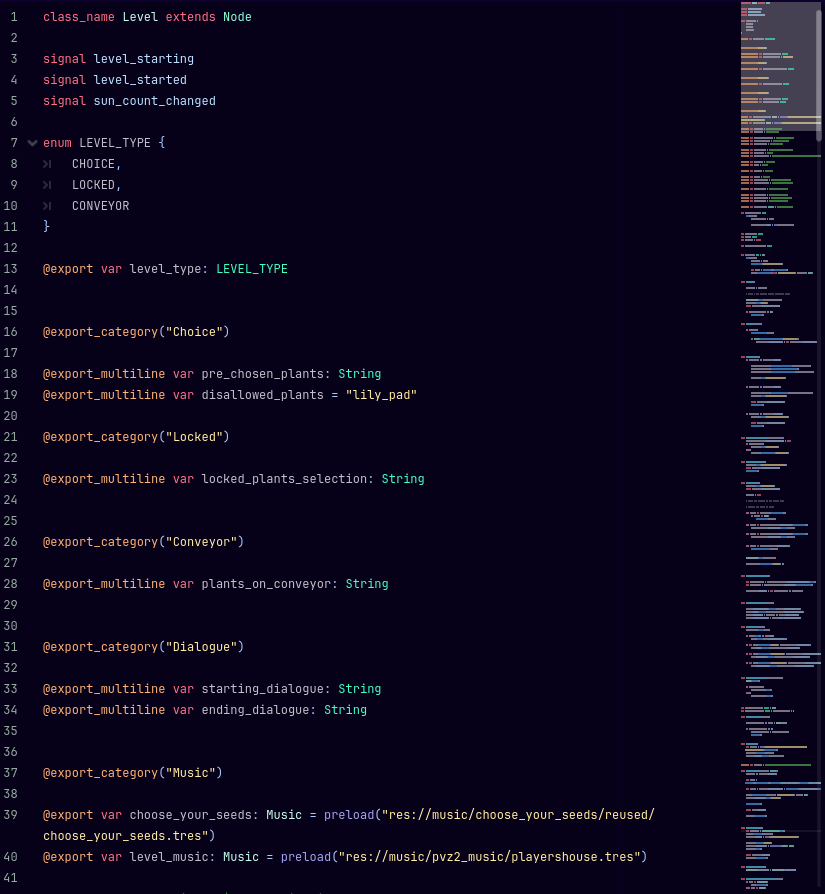 1 class_name Level extends Node
2
3 signal level_starting
4 signal level_started
5 signal sun_count_changed
6
7 enum LEVEL_TYPE {
8 CHOICE,
9 LOCKED,
10 CONVEYOR
11 }
12
13 @export var level_type: LEVEL_TYPE
14
15
16 @export_category("Choice")
17
18 @export_multiline var pre_chosen_plants: String
19 @export_multiline var disallowed_plants = "lily_pad"
20
21 @export_category("Locked")
22
23 @export_multiline var locked_plants_selection: String
24
25
26 @export_category("Conveyor")
27
28 @export_multiline var plants_on_conveyor: String
29
30
31 @export_category("Dialogue")
32
33 @export_multiline var starting_dialogue: String
34 @export_multiline var ending_dialogue: String
35
36
37 @export_category("Music")
38
39 @export var choose_your_seeds: Music = preload("res://music/choose_your_seeds/reused/
choose_your_seeds.tres")
40 @export var level_music: Music = preload("res://music/pvz2_music/playershouse.tres")
41